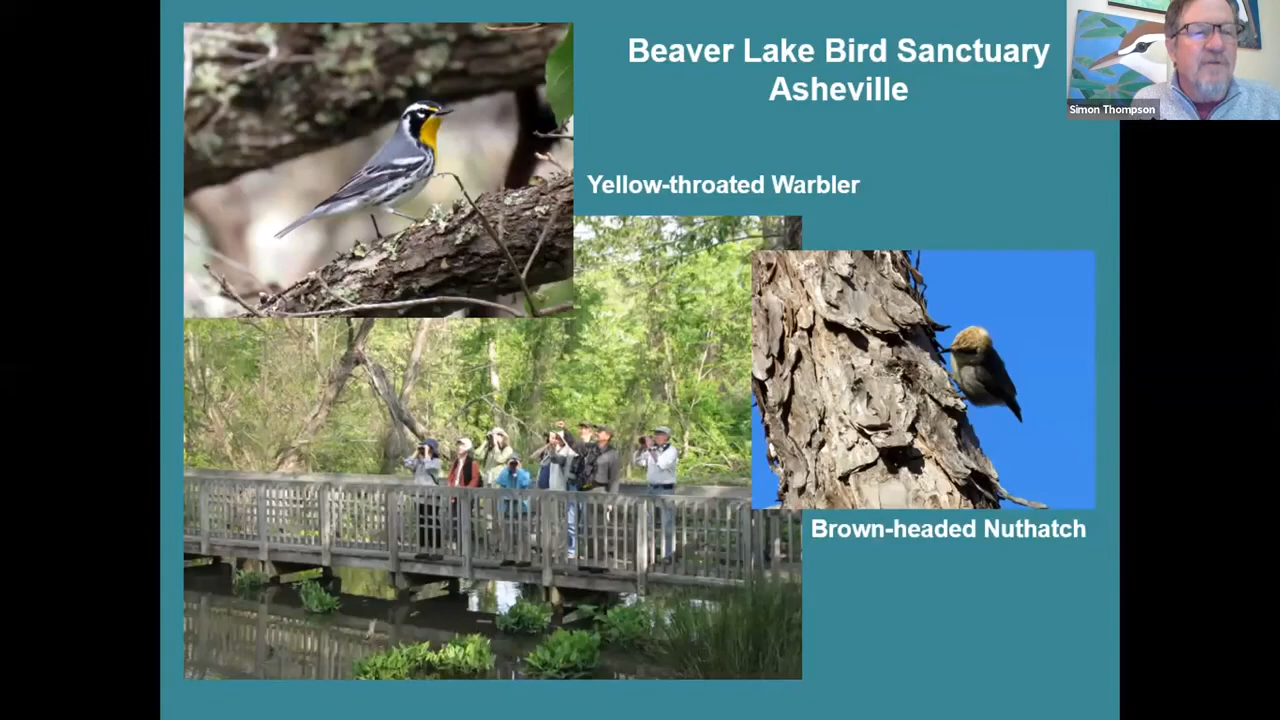 Beaver Lake Bird Sanctuary
Asheville
Simon Thompson
Yellow-throated Warbler
Brown-headed Nuthatch